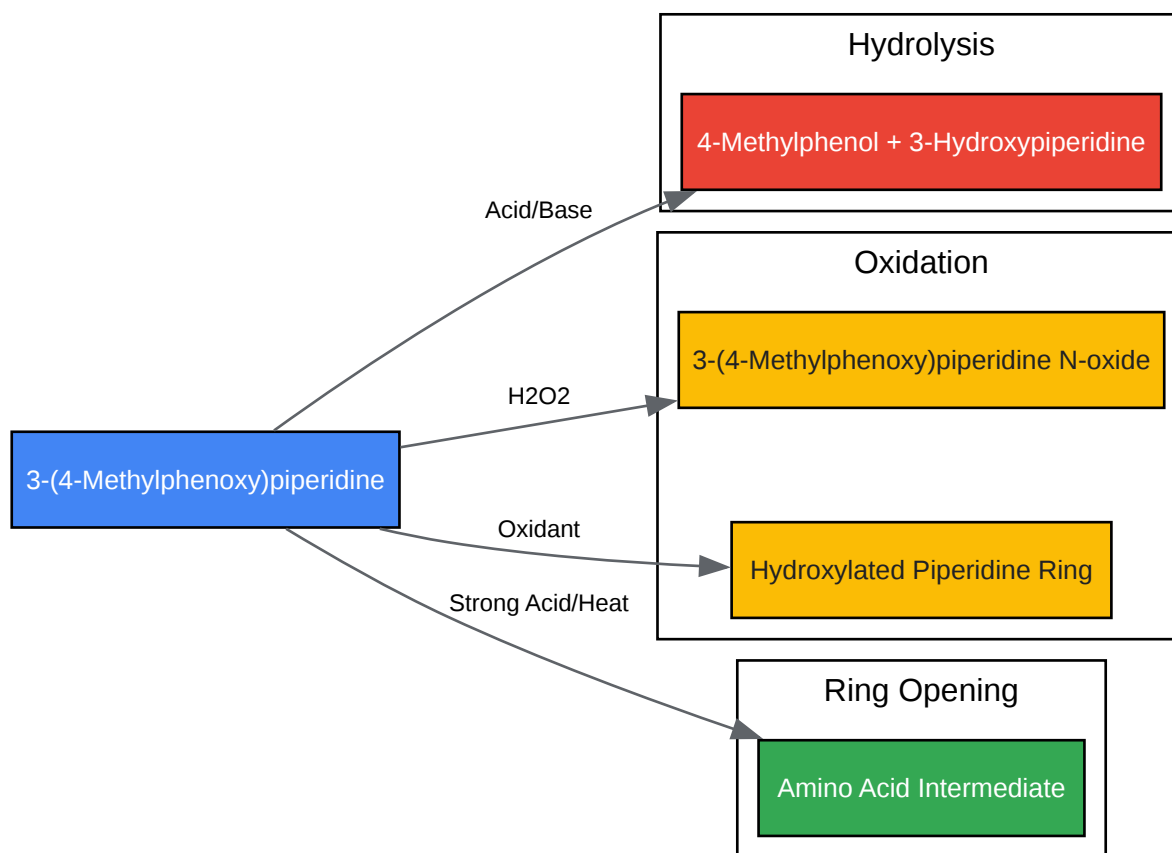 Hydrolysis
4-Methylphenol + 3-Hydroxypiperidine
Acid/Base
Oxidation
3-(4-Methylphenoxy)piperidine N-oxide
H2O2
3-(4-Methylphenoxy)piperidine
Oxidant
Hydroxylated Piperidine Ring
Strong Acid/Heat
Ring Opening
Amino Acid Intermediate